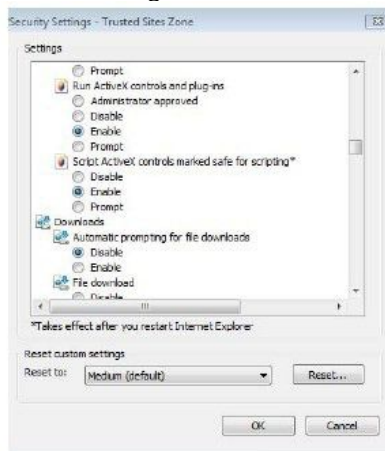 Security Settings - Trusted Sites Zone
Settings
Prompt
Run ActiveX controls and plug-ins
Administrator approved
Disable
Enable
Prompt
Script ActiveX controls marked safe for scripting*
Disable
Enable
Prompt
Downloads
Automatic prompting for file downloads
Disable
Enable
File download
Disable
*Takes effect after you restart Internet Explorer
Reset custom settings
Reset to: Medium (default) Reset...
OK Cancel